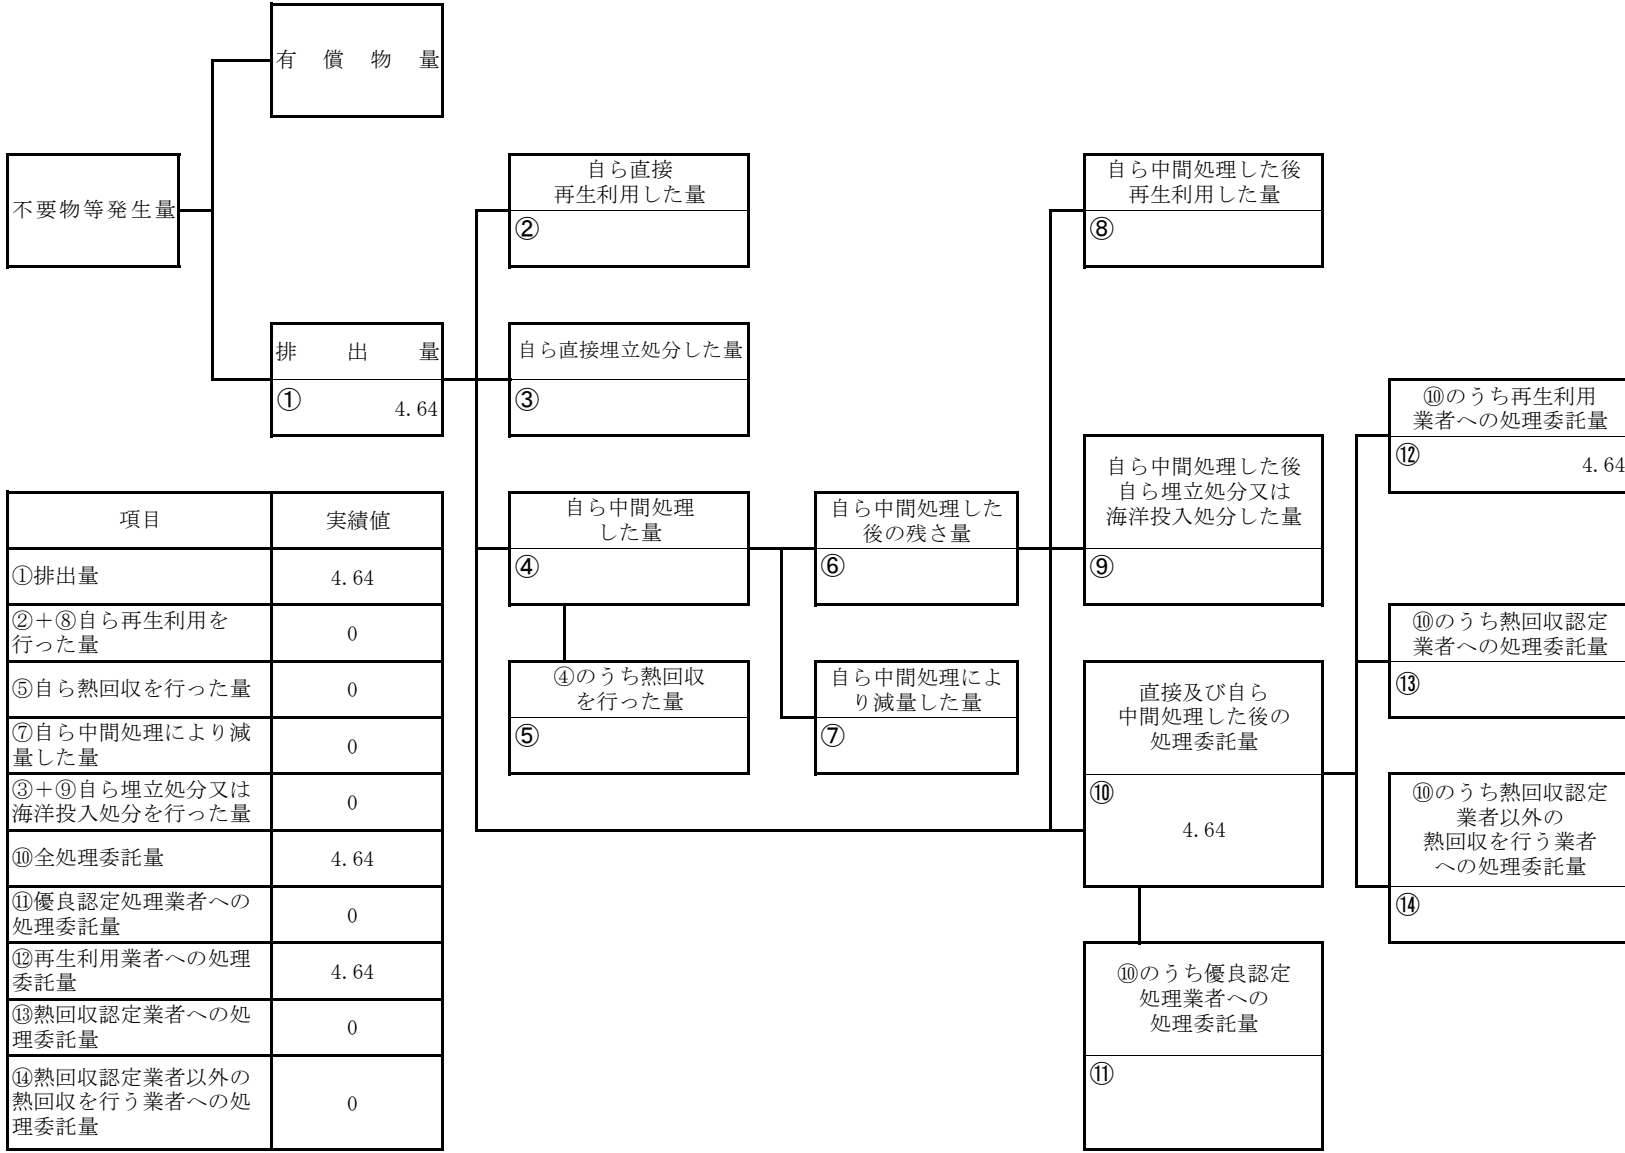 有償物量
不要物等発生量
排出量
① 4.64
自ら直接
再生利用した量
②
自ら直接埋立処分した量
③
自ら中間処理
した量
④
④のうち熱回収
を行った量
⑤
自ら中間処理した
後の残さ量
⑥
自ら中間処理によ
り減量した量
⑦
自ら中間処理した後
再生利用した量
⑧
自ら中間処理した後
自ら埋立処分又は
海洋投入処分した量
⑨
直接及び自ら
中間処理した後の
処理委託量
⑩
4.64
⑩のうち優良認定
処理業者への
処理委託量
⑪
⑩のうち再生利用
業者への処理委託量
⑫ 4.64
⑩のうち熱回収認定
業者への処理委託量
⑬
⑩のうち熱回収認定
業者以外の
熱回収を行う業者
への処理委託量
⑭
項目 実績値
①排出量 4.64
②+⑧自ら再生利用を
行った量 0
⑤自ら熱回収を行った量 0
⑦自ら中間処理により減
量した量 0
③+⑨自ら埋立処分又は
海洋投入処分を行った量 0
⑩全処理委託量 4.64
⑪優良認定処理業者への
処理委託量 0
⑫再生利用業者への処理
委託量 4.64
⑬熱回収認定業者への処
理委託量 0
⑭熱回収認定業者以外の
熱回収を行う業者への処
理委託量 0